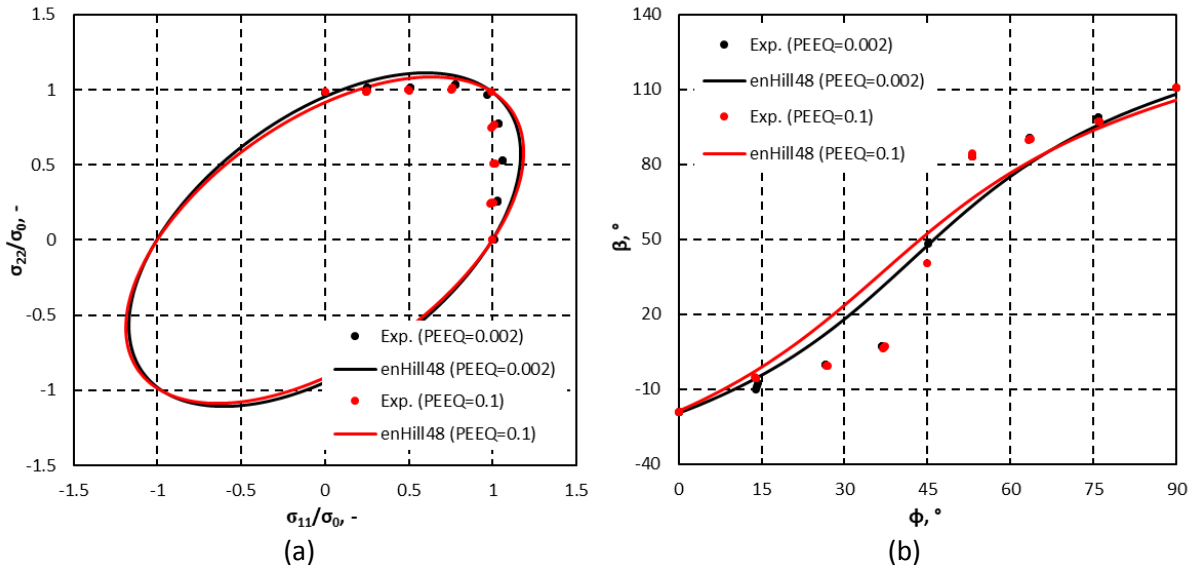 1.5
1
0.5
0
-0.5
-1
-1.5
σ22/σ0, -
Exp. (PEEQ=0.002)
enHill48 (PEEQ=0.002)
Exp. (PEEQ=0.1)
enHill48 (PEEQ=0.1)
-1.5 -1 -0.5 0 0.5 1 1.5
σ11/σ0, -
(a)
140
110
80
50
20
-10
-40
β, °
Exp. (PEEQ=0.002)
enHill48 (PEEQ=0.002)
Exp. (PEEQ=0.1)
enHill48 (PEEQ=0.1)
0 15 30 45 60 75 90
ϕ, °
(b)